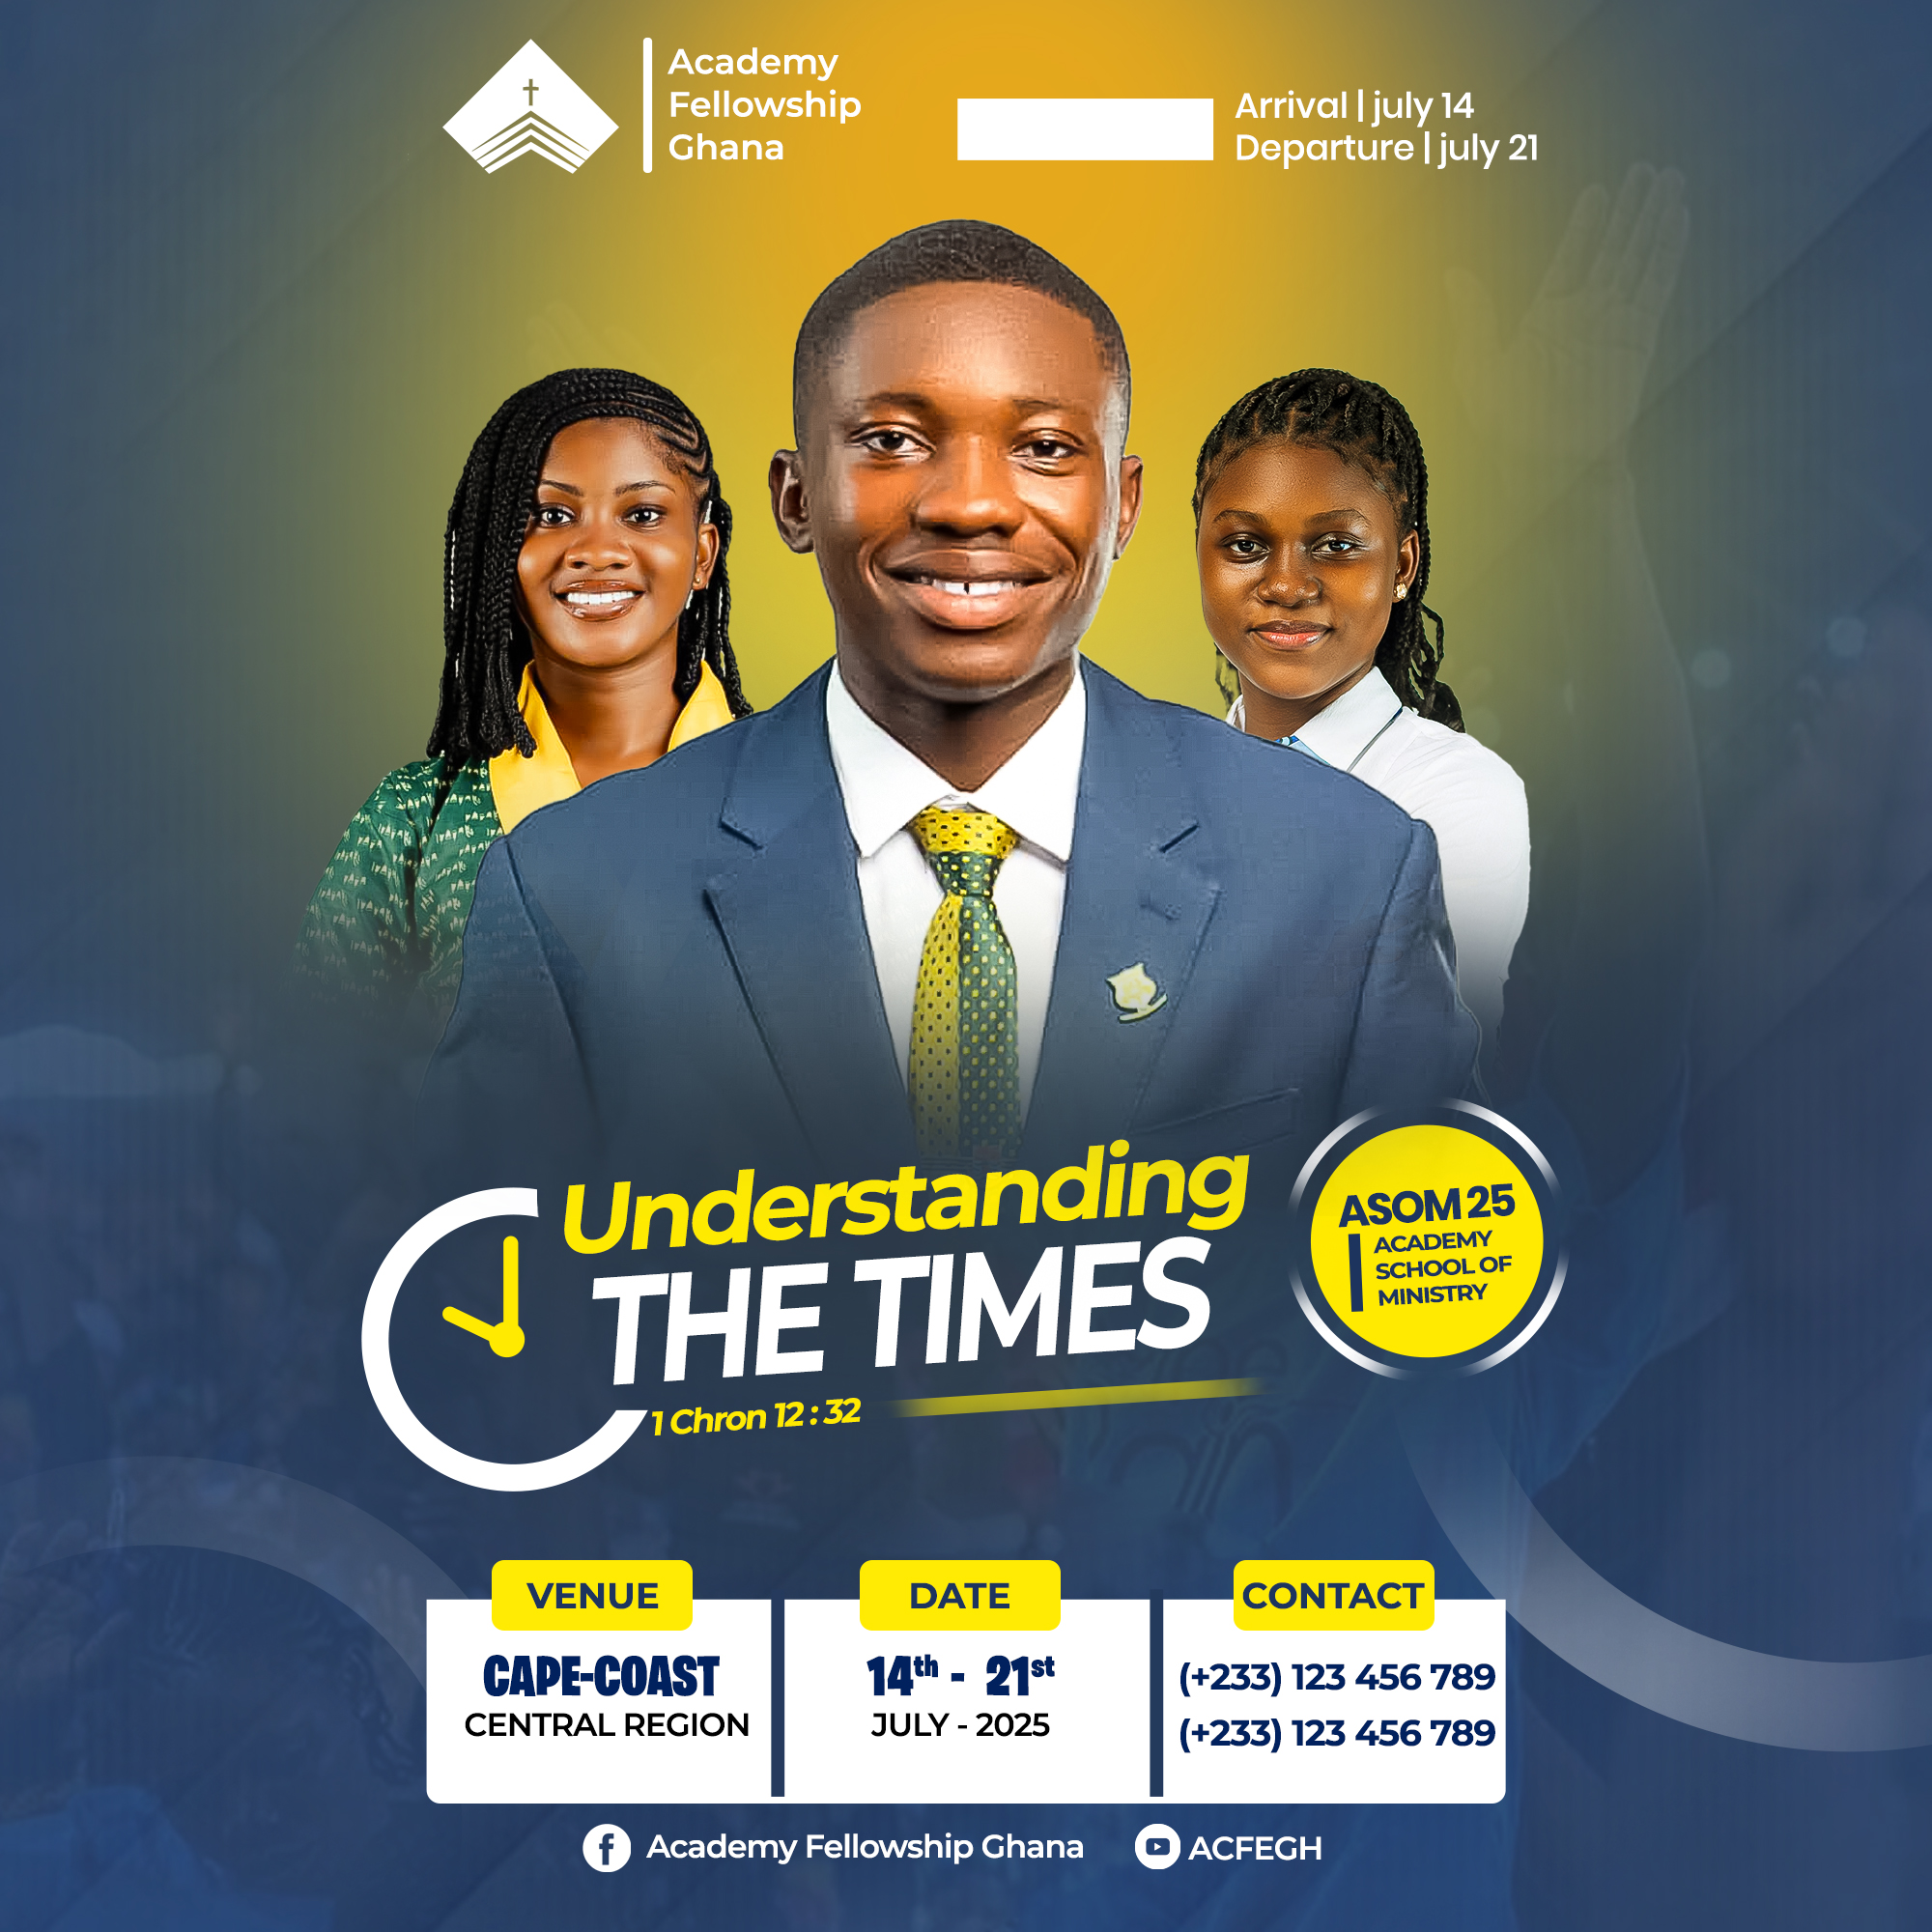 Academy
Fellowship
Ghana
Arrival | july 14
Departure | july 21
Understanding
THE TIMES
1 Chron 12 : 32
ASOM 25
ACADEMY
SCHOOL OF
MINISTRY
VENUE
CAPE-COAST
CENTRAL REGION
DATE
14th - 21st
JULY - 2025
CONTACT
(+233) 123 456 789
(+233) 123 456 789
Academy Fellowship Ghana
ACFEGH